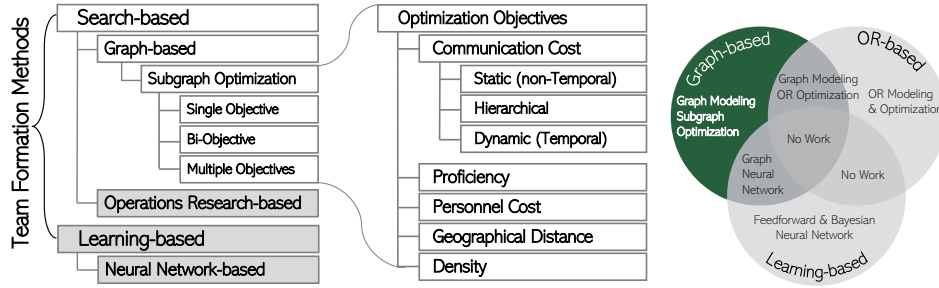 Team Formation Methods
Search-based
Graph-based
Subgraph Optimization
Single Objective
Bi-Objective
Multiple Objectives
Operations Research-based
Learning-based
Neural Network-based
Optimization Objectives
Communication Cost
Static (non-Temporal)
Hierarchical
Dynamic (Temporal)
Proficiency
Personnel Cost
Geographical Distance
Density
Graph-based
OR-based
Graph Modeling
Subgraph
Optimization
Graph Modeling
OR Optimization
OR Modeling
& Optimization
No Work
Graph
Neural
Network
No Work
Feedforward & Bayesian
Neural Network
Learning-based